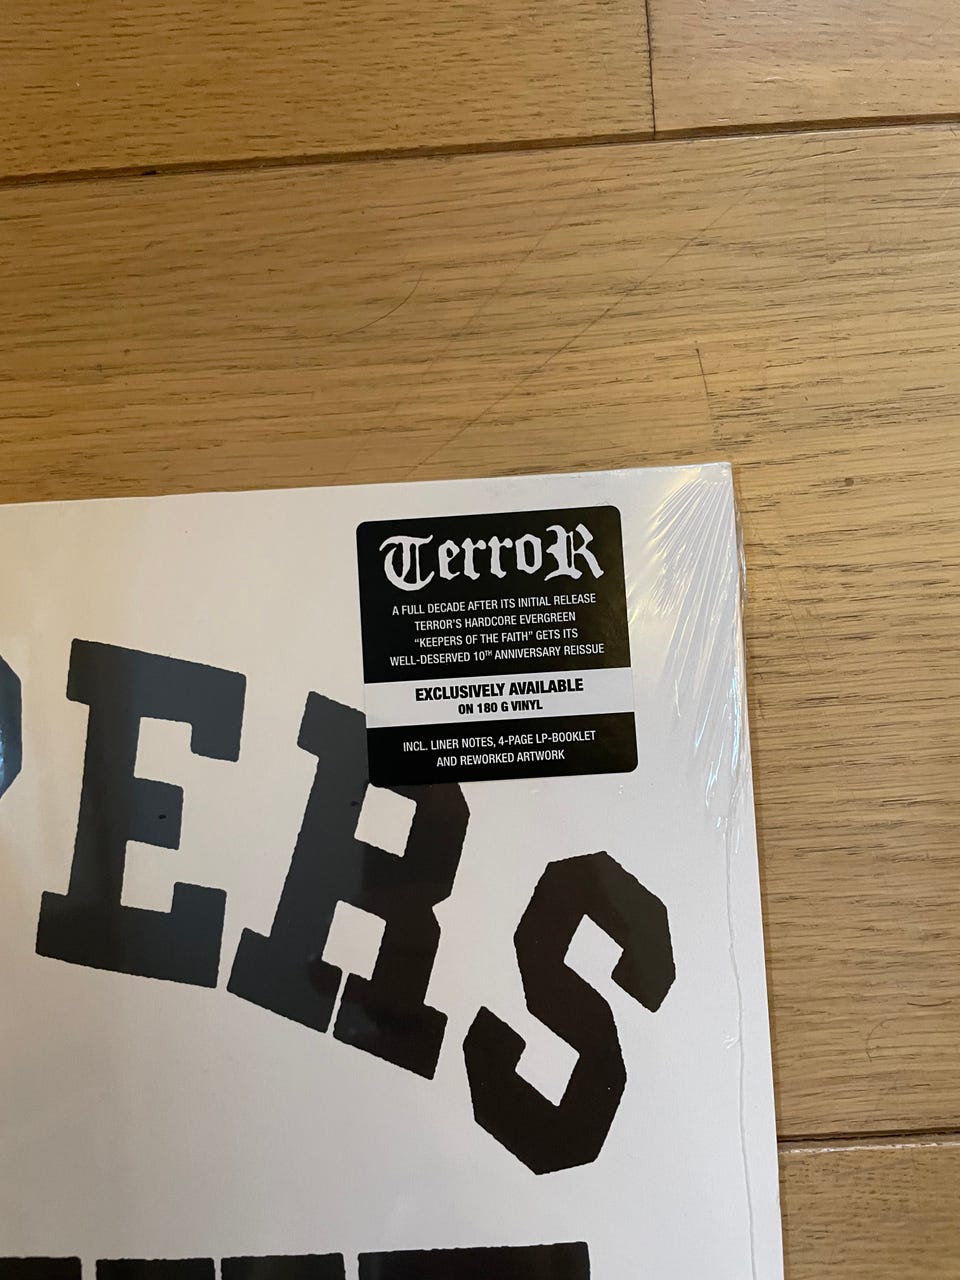 TerroR
A FULL DECADE AFTER ITS INITIAL RELEASE
TERROR'S HARDCORE EVERGREEN
"KEEPERS OF THE FAITH" GETS ITS
WELL-DESERVED 10TH ANNIVERSARY REISSUE
EXCLUSIVELY AVAILABLE
ON 180 G VINYL
INCL. LINER NOTES, 4-PAGE LP-BOOKLET
AND REWORKED ARTWORK
PERS